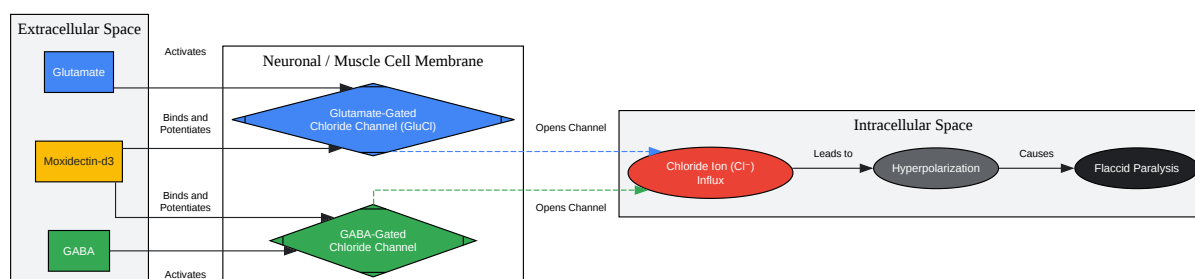 Extracellular Space
Glutamate
Moxidectin-d3
GABA
Activates
Binds and
Potentiates
Binds and
Potentiates
Activates
Neuronal / Muscle Cell Membrane
Glutamate-Gated
Chloride Channel (GluCl)
GABA-Gated
Chloride Channel
Opens Channel
Opens Channel
Intracellular Space
Chloride Ion (Cl⁻)
Influx
Leads to
Hyperpolarization
Causes
Flaccid Paralysis